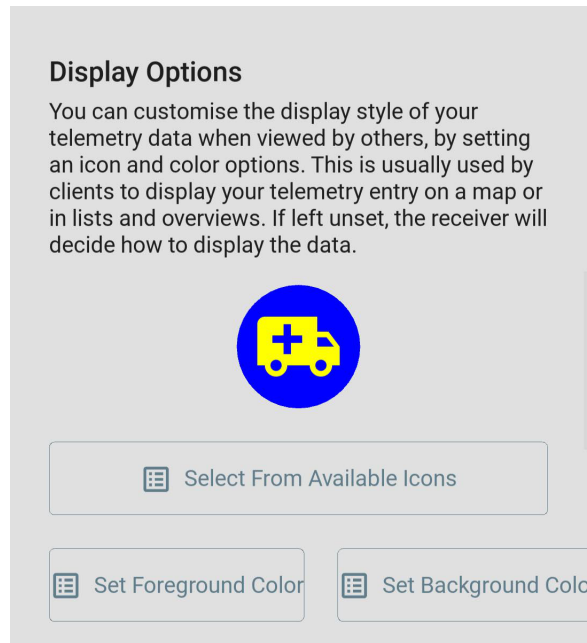 Display Options
You can customise the display style of your
telemetry data when viewed by others, by setting
an icon and color options. This is usually used by
clients to display your telemetry entry on a map or
in lists and overviews. If left unset, the receiver will
decide how to display the data.
Select From Available Icons
Set Foreground Color
Set Background Colo